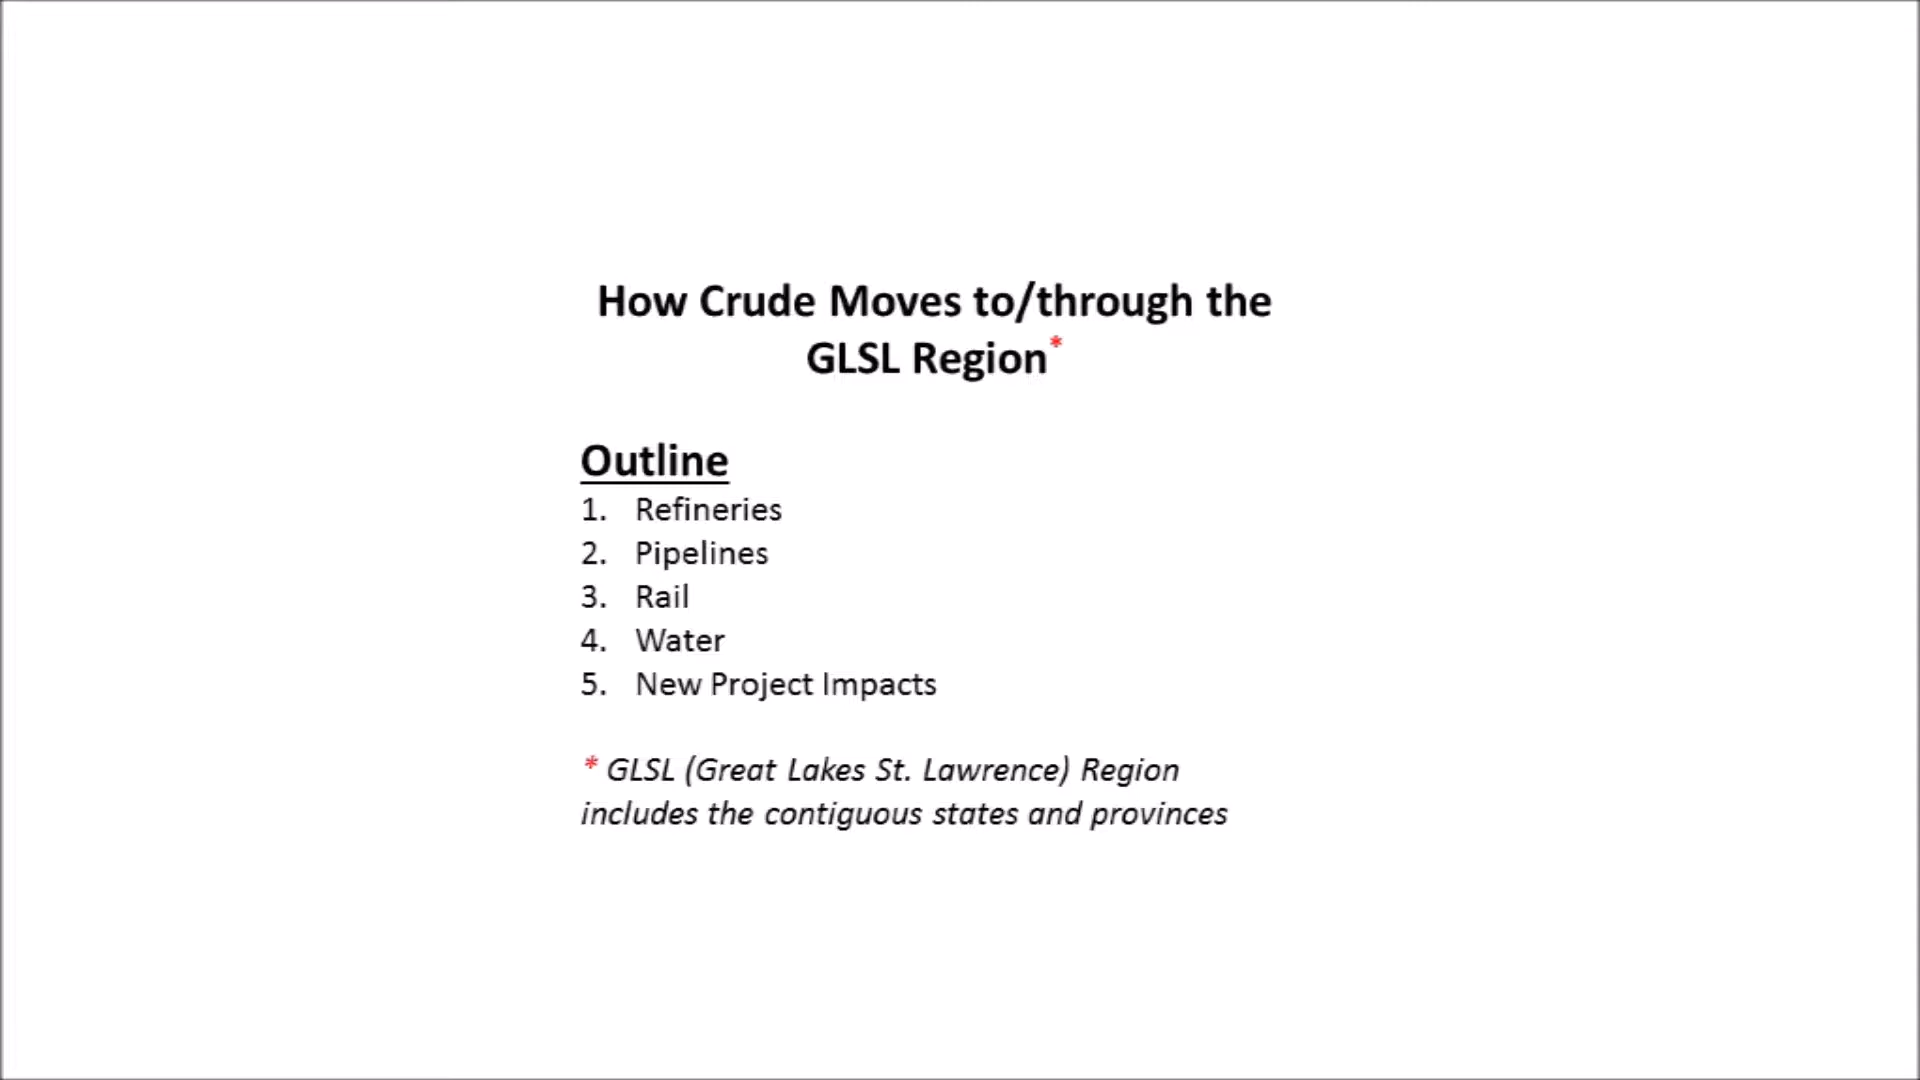 How Crude Moves to/through the
GLSL Region*
Outline
1. Refineries
2. Pipelines
3. Rail
4. Water
5. New Project Impacts
* GLSL (Great Lakes St. Lawrence) Region
includes the contiguous states and provinces